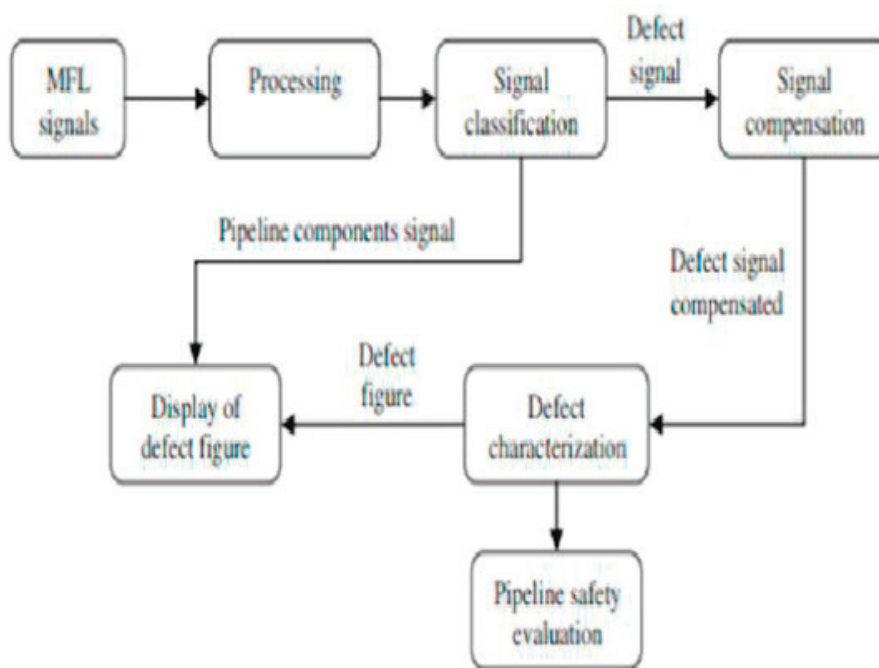 MFL
signals
Processing
Signal
classification
Defect
signal
Signal
compensation
Pipeline components signal
Defect signal
compensated
Display of
defect figure
Defect
figure
Defect
characterization
Pipeline safety
evaluation